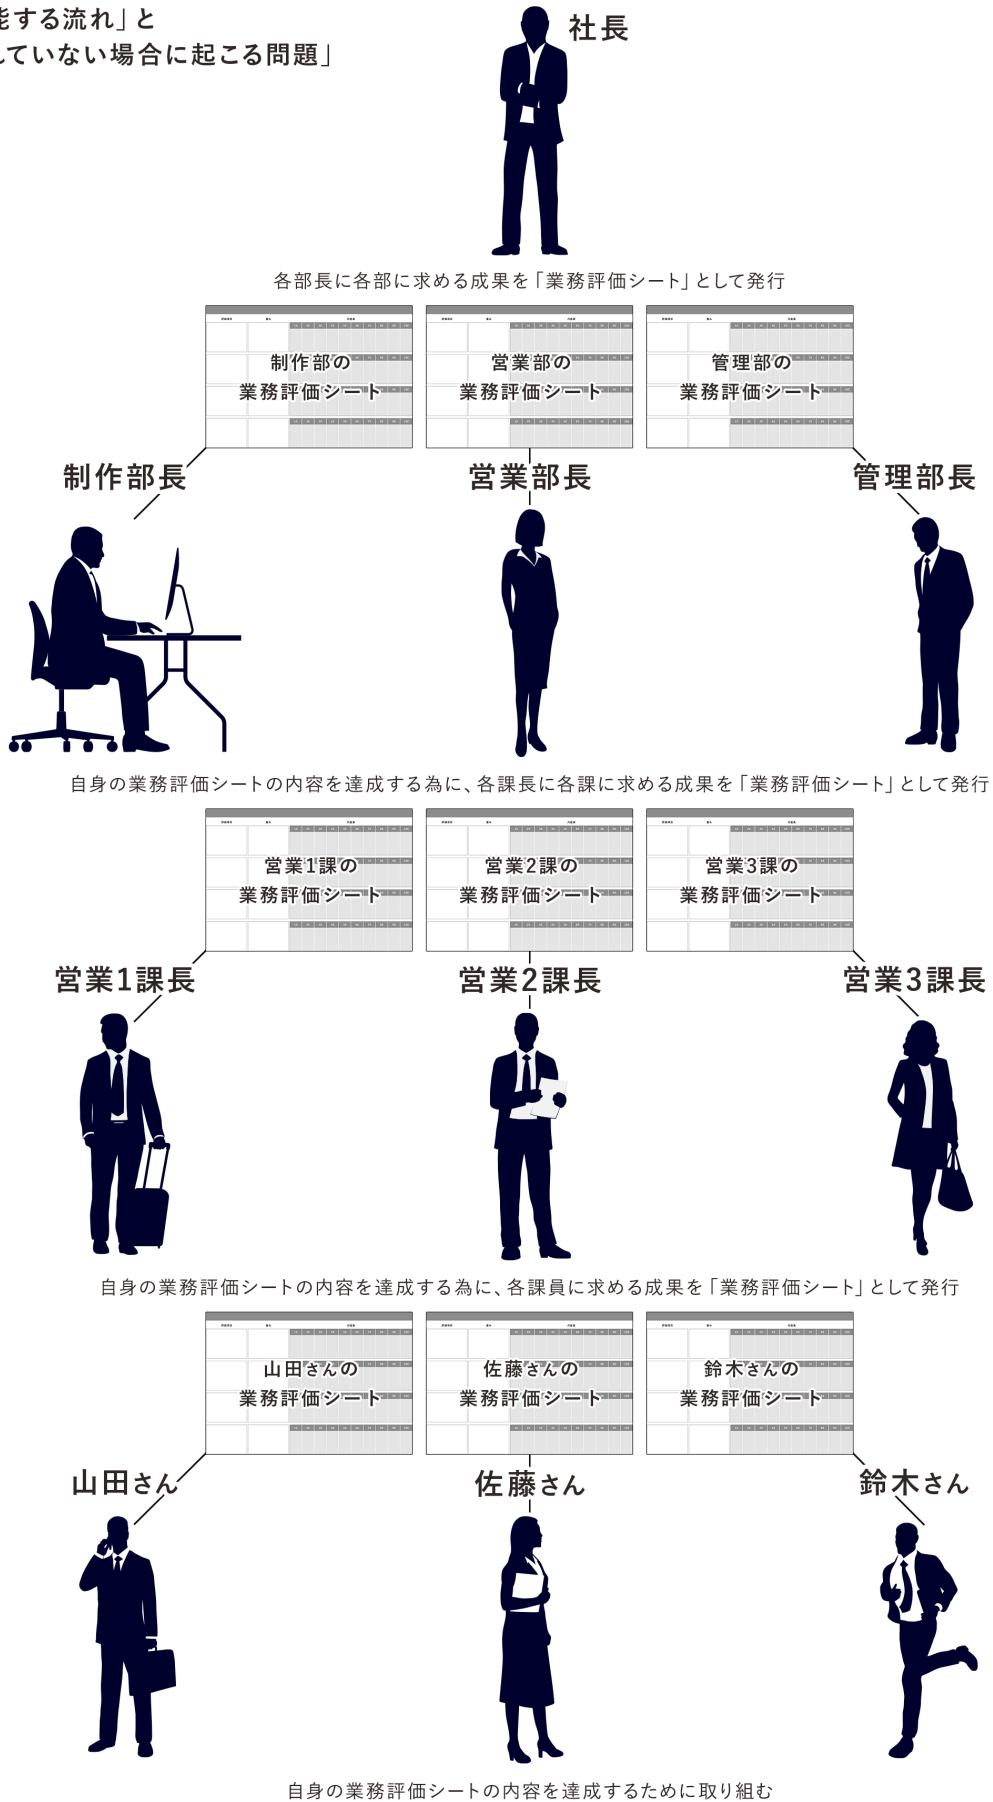 能する流れ」と
れていない場合に起こる問題」
社長
各部長に各部に求める成果を「業務評価シート」として発行
制作部の
業務評価シート
営業部の
業務評価シート
管理部の
業務評価シート
制作部長
営業部長
管理部長
自身の業務評価シートの内容を達成する為に、各課長に各課に求める成果を「業務評価シート」として発行
営業1課の
業務評価シート
営業2課の
業務評価シート
営業3課の
業務評価シート
営業1課長
営業2課長
営業3課長
自身の業務評価シートの内容を達成する為に、各課員に求める成果を「業務評価シート」として発行
山田さんの
業務評価シート
佐藤さんの
業務評価シート
鈴木さんの
業務評価シート
山田さん
佐藤さん
鈴木さん
自身の業務評価シートの内容を達成するために取り組む